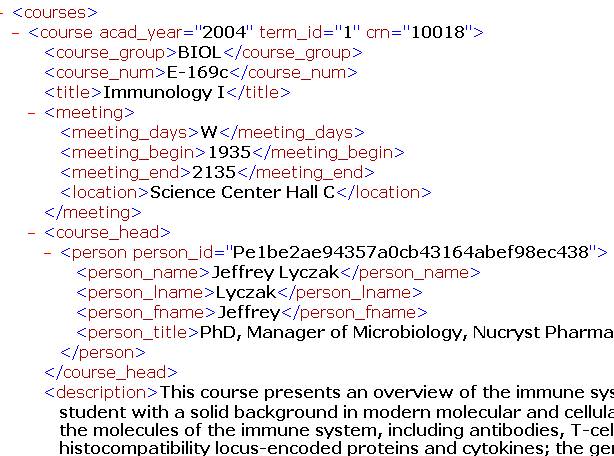 - <courses>
- <course acad_year="2004" term_id="1" crn="10018">
<course_group>BIOL</course_group>
<course_num>E-169c</course_num>
<title>Immunology I</title>
- <meeting>
<meeting_days>W</meeting_days>
<meeting_begin>1935</meeting_begin>
<meeting_end>2135</meeting_end>
<location>Science Center Hall C</location>
</meeting>
- <course_head>
- <person person_id="Pe1be2ae94357a0cb43164abef98ec438">
<person_name>Jeffrey Lyczak</person_name>
<person_lname>Lyczak</person_lname>
<person_fname>Jeffrey</person_fname>
<person_title>PhD, Manager of Microbiology, Nucryst Pharma
</person>
</course_head>
<description>This course presents an overview of the immune sys
student with a solid background in modern molecular and cellula
the molecules of the immune system, including antibodies, T-cel
histocompatibility locus-encoded proteins and cytokines; the gen